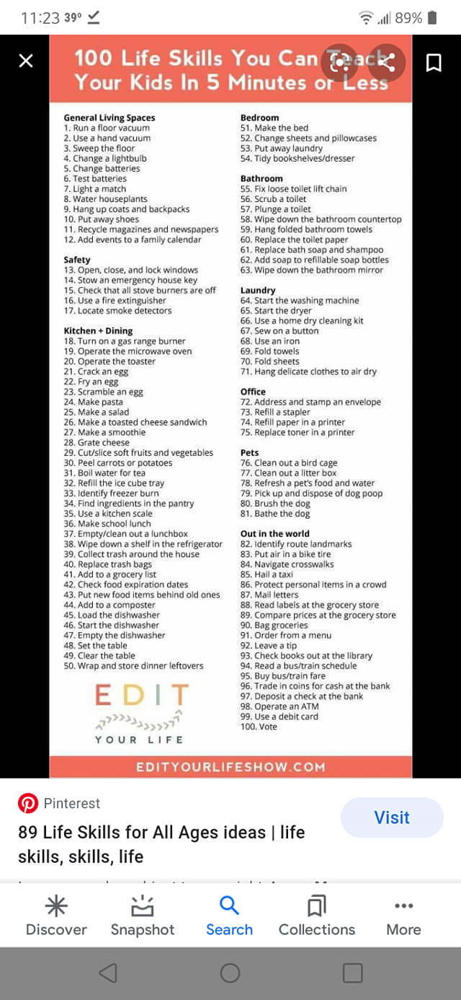 11:23 39° 89%
100 Life Skills You Can Teach
Your Kids In 5 Minutes or Less
General Living Spaces
1. Run a floor vacuum
2. Use a hand vacuum
3. Sweep the floor
4. Change a lightbulb
5. Change batteries
6. Test batteries
7. Light a match
8. Water houseplants
9. Hang up coats and backpacks
10. Put away shoes
11. Recycle magazines and newspapers
12. Add events to a family calendar
Safety
13. Open, close, and lock windows
14. Stow an emergency house key
15. Check that all stove burners are off
16. Use a fire extinguisher
17. Locate smoke detectors
Kitchen + Dining
18. Turn on a gas range burner
19. Operate the microwave oven
20. Operate the toaster
21. Crack an egg
22. Fry an egg
23. Scramble an egg
24. Make pasta
25. Make a salad
26. Make a toasted cheese sandwich
27. Make a smoothie
28. Grate cheese
29. Cut/slice soft fruits and vegetables
30. Peel carrots or potatoes
31. Boil water for tea
32. Refill the ice cube tray
33. Identify freezer burn
34. Find ingredients in the pantry
35. Use a kitchen scale
36. Make school lunch
37. Empty/clean out a lunchbox
38. Wipe down a shelf in the refrigerator
39. Collect trash around the house
40. Replace trash bags
41. Add to a grocery list
42. Check food expiration dates
43. Put new food items behind old ones
44. Add to a composter
45. Load the dishwasher
46. Start the dishwasher
47. Empty the dishwasher
48. Set the table
49. Clear the table
50. Wrap and store dinner leftovers
EDIT
YOUR LIFE
Bedroom
51. Make the bed
52. Change sheets and pillowcases
53. Put away laundry
54. Tidy bookshelves/dresser
Bathroom
55. Fix loose toilet lift chain
56. Scrub a toilet
57. Plunge a toilet
58. Wipe down the bathroom countertop
59. Hang folded bathroom towels
60. Replace the toilet paper
61. Replace bath soap and shampoo
62. Add soap to refillable soap bottles
63. Wipe down the bathroom mirror
Laundry
64. Start the washing machine
65. Start the dryer
66. Use a home dry cleaning kit
67. Sew on a button
68. Use an iron
69. Fold towels
70. Fold sheets
71. Hang delicate clothes to air dry
Office
72. Address and stamp an envelope
73. Refill a stapler
74. Refill paper in a printer
75. Replace toner in a printer
Pets
76. Clean out a bird cage
77. Clean out a litter box
78. Refresh a pet's food and water
79. Pick up and dispose of dog poop
80. Brush the dog
81. Bathe the dog
Out in the world
82. Identify route landmarks
83. Put air in a bike tire
84. Navigate crosswalks
85. Hail a taxi
86. Protect personal items in a crowd
87. Mail letters
88. Read labels at the grocery store
89. Compare prices at the grocery store
90. Bag groceries
91. Order from a menu
92. Leave a tip
93. Check books out at the library
94. Read a bus/train schedule
95. Buy bus/train fare
96. Trade in coins for cash at the bank
97. Deposit a check at the bank
98. Operate an ATM
99. Use a debit card
100. Vote
EDITYOURLIFESHOW.COM
Pinterest
89 Life Skills for All Ages ideas | life
skills, skills, life
Visit
Discover Snapshot Search Collections More